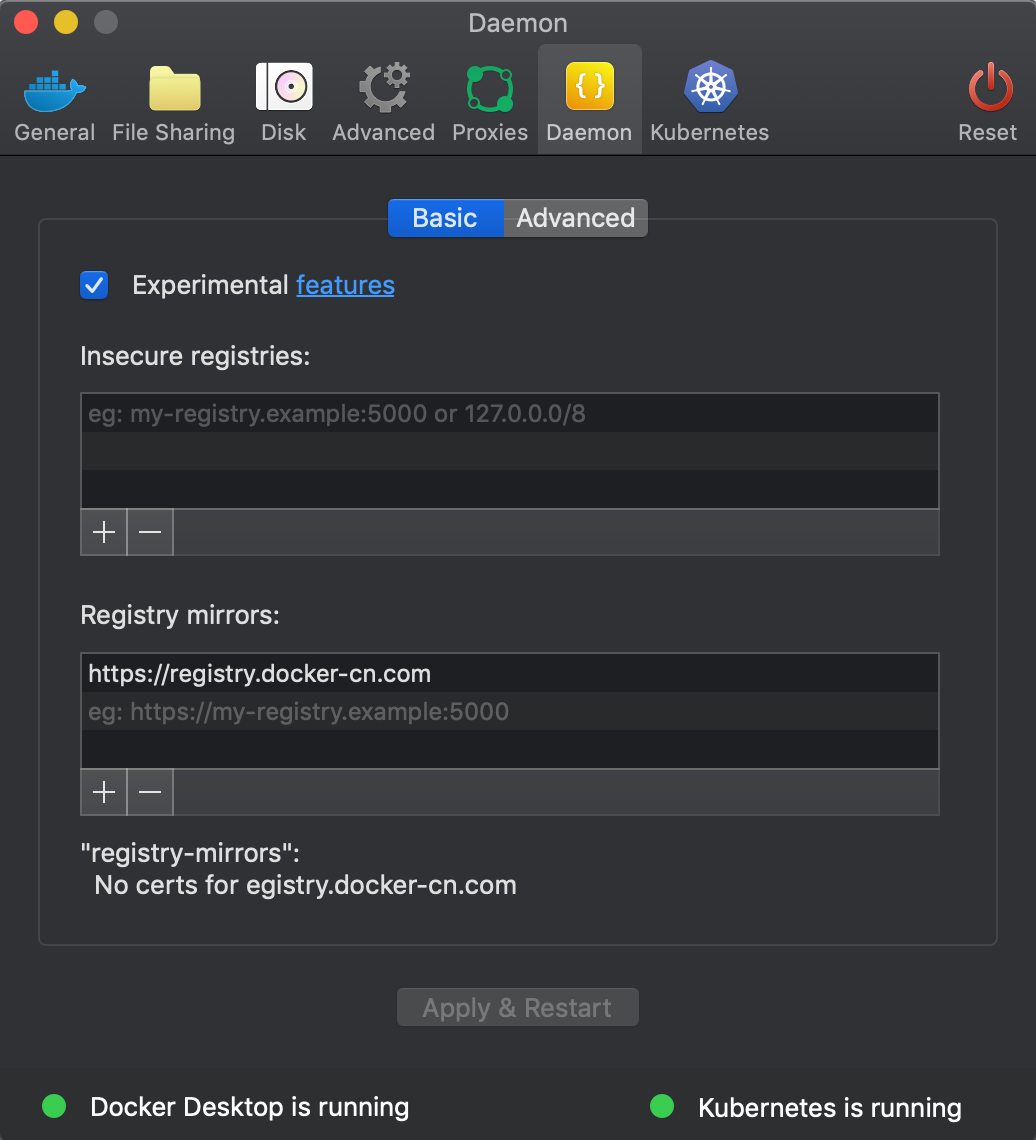 Daemon
General File Sharing Disk Advanced Proxies Daemon Kubernetes Reset
Basic Advanced
Experimental features
Insecure registries:
eg: my-registry.example:5000 or 127.0.0.0/8
Registry mirrors:
https://registry.docker-cn.com
eg: https://my-registry.example:5000
"registry-mirrors":
No certs for egistry.docker-cn.com
Apply & Restart
Docker Desktop is running Kubernetes is running